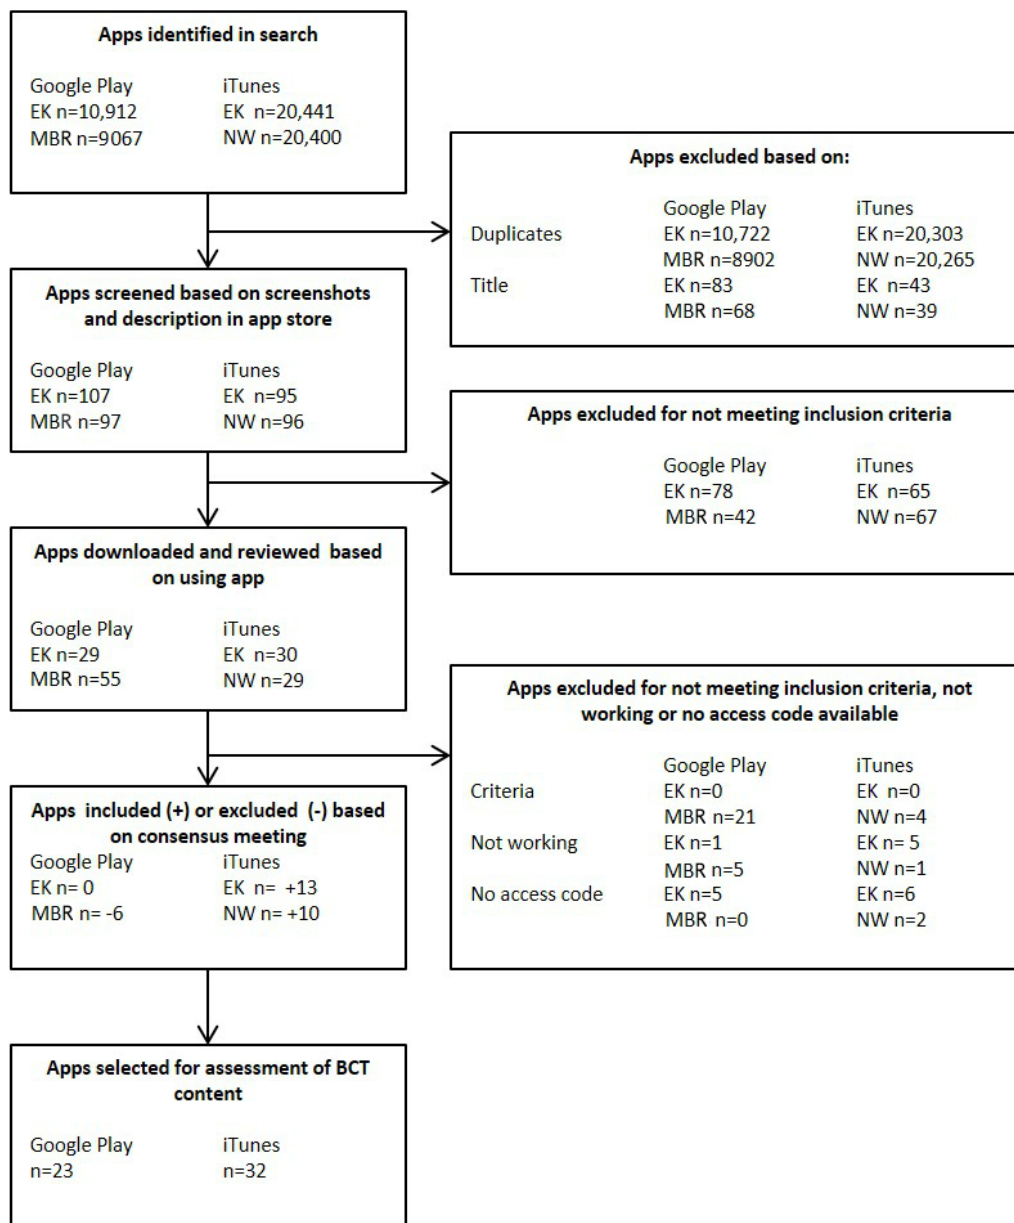 Apps identified in search
Google Play iTunes
EK n=10,912 EK n=20,441
MBR n=9067 NW n=20,400
Apps excluded based on:
Google Play iTunes
Duplicates EK n=10,722 EK n=20,303
MBR n=8902 NW n=20,265
Title EK n=83 EK n=43
MBR n=68 NW n=39
Apps screened based on screenshots
and description in app store
Google Play iTunes
EK n=107 EK n=95
MBR n=97 NW n=96
Apps excluded for not meeting inclusion criteria
Google Play iTunes
EK n=78 EK n=65
MBR n=42 NW n=67
Apps downloaded and reviewed based
on using app
Google Play iTunes
EK n=29 EK n=30
MBR n=55 NW n=29
Apps excluded for not meeting inclusion criteria, not
working or no access code available
Google Play iTunes
Criteria EK n=0 EK n=0
MBR n=21 NW n=4
Not working EK n=1 EK n= 5
MBR n=5 NW n=1
No access code EK n=5 EK n=6
MBR n=0 NW n=2
Apps included (+) or excluded (-) based
on consensus meeting
Google Play iTunes
EK n= 0 EK n= +13
MBR n= -6 NW n= +10
Apps selected for assessment of BCT
content
Google Play iTunes
n=23 n=32